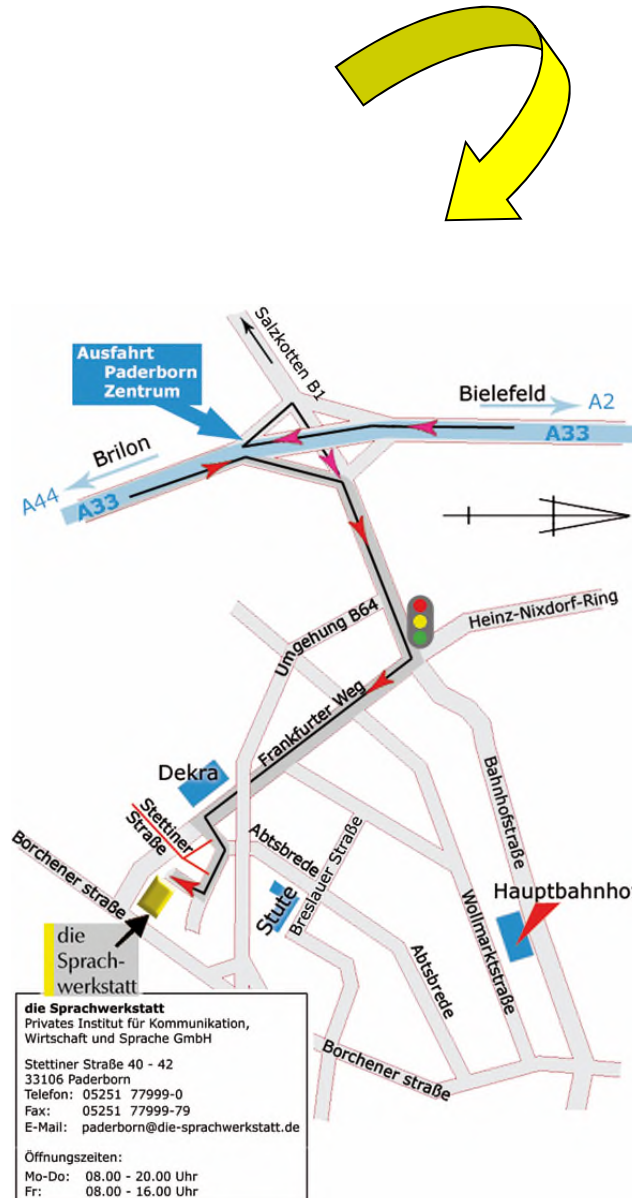 Salzkotten B1
Ausfahrt
Paderborn
Zentrum
Bielefeld
A2
A33
Brilon
A44
A33
Umgehung B64
Heinz-Nixdorf-Ring
Frankfurter Weg
Dekra
Bahnhofstraße
Stettiner
Straße
Abtsbrede
Breslauer Straße
Borchener straße
Stute
Hauptbahnhof
Wollmarktstraße
Abtsbrede
die
Sprach-
werkstatt
Borchener straße
die Sprachwerkstatt
Privates Institut für Kommunikation,
Wirtschaft und Sprache GmbH
Stettiner Straße 40 - 42
33106 Paderborn
Telefon: 05251 77999-0
Fax: 05251 77999-79
E-Mail: paderborn@die-sprachwerkstatt.de
Öffnungszeiten:
Mo-Do: 08.00 - 20.00 Uhr
Fr: 08.00 - 16.00 Uhr